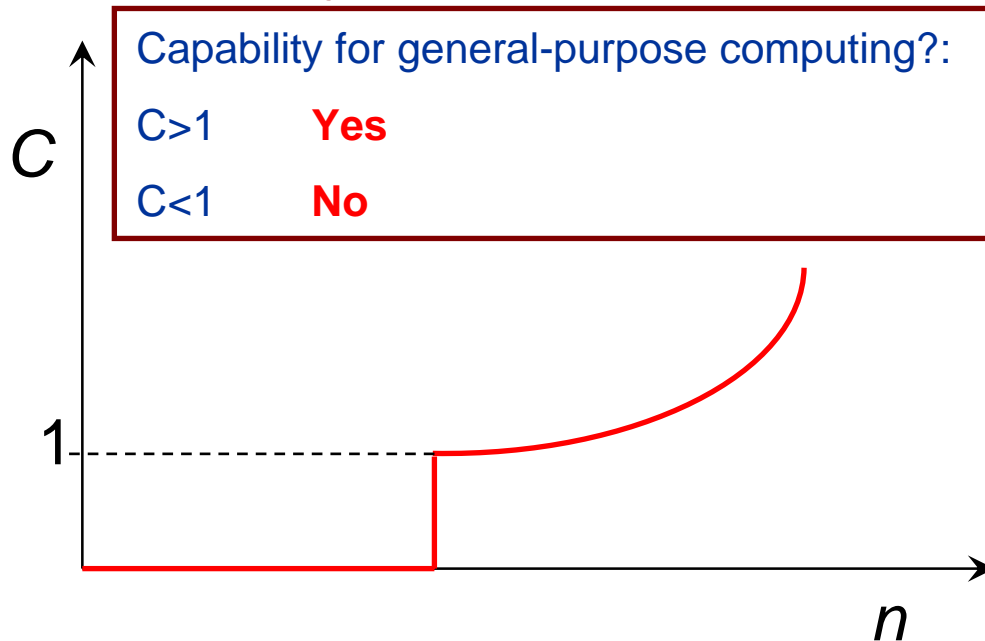 Capability for general-purpose computing?:
C>1 Yes
C<1 No
C
1
n